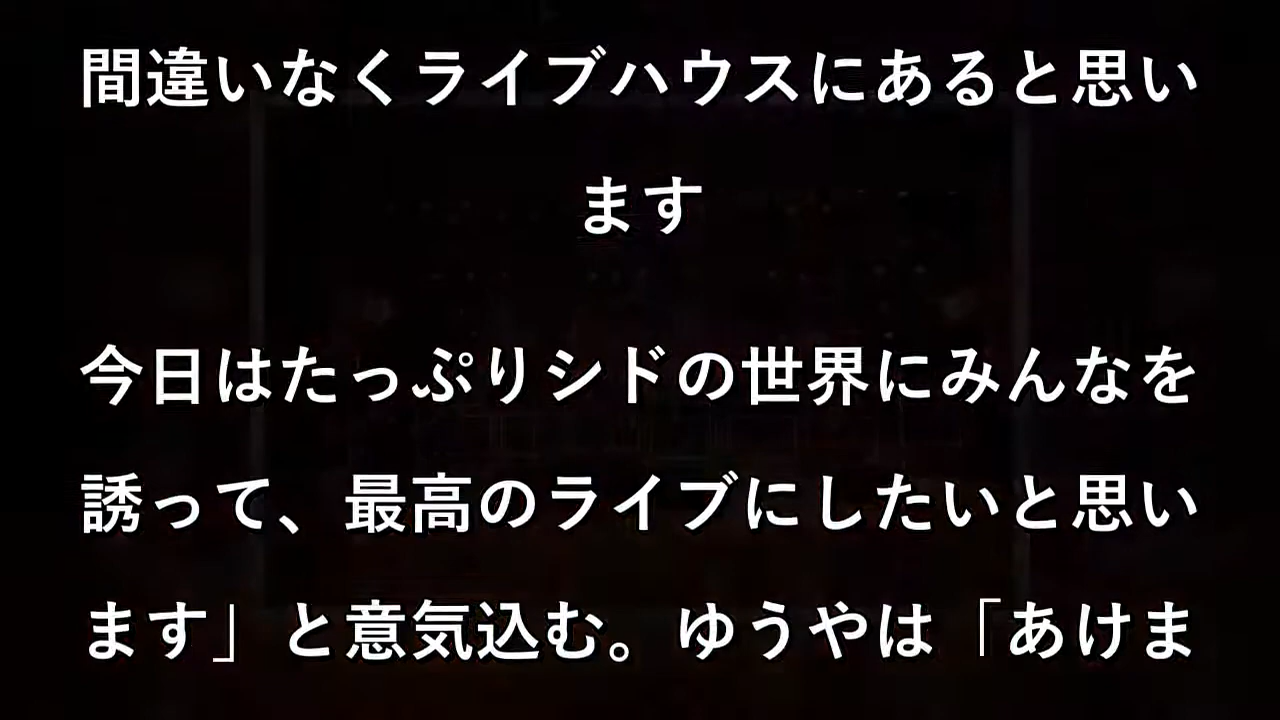 間違いなくライブハウスにあると思い
ます
今日はたっぷりシドの世界にみんなを
誘って、最高のライブにしたいと思い
ます」と意気込む。ゆうやは「あけま